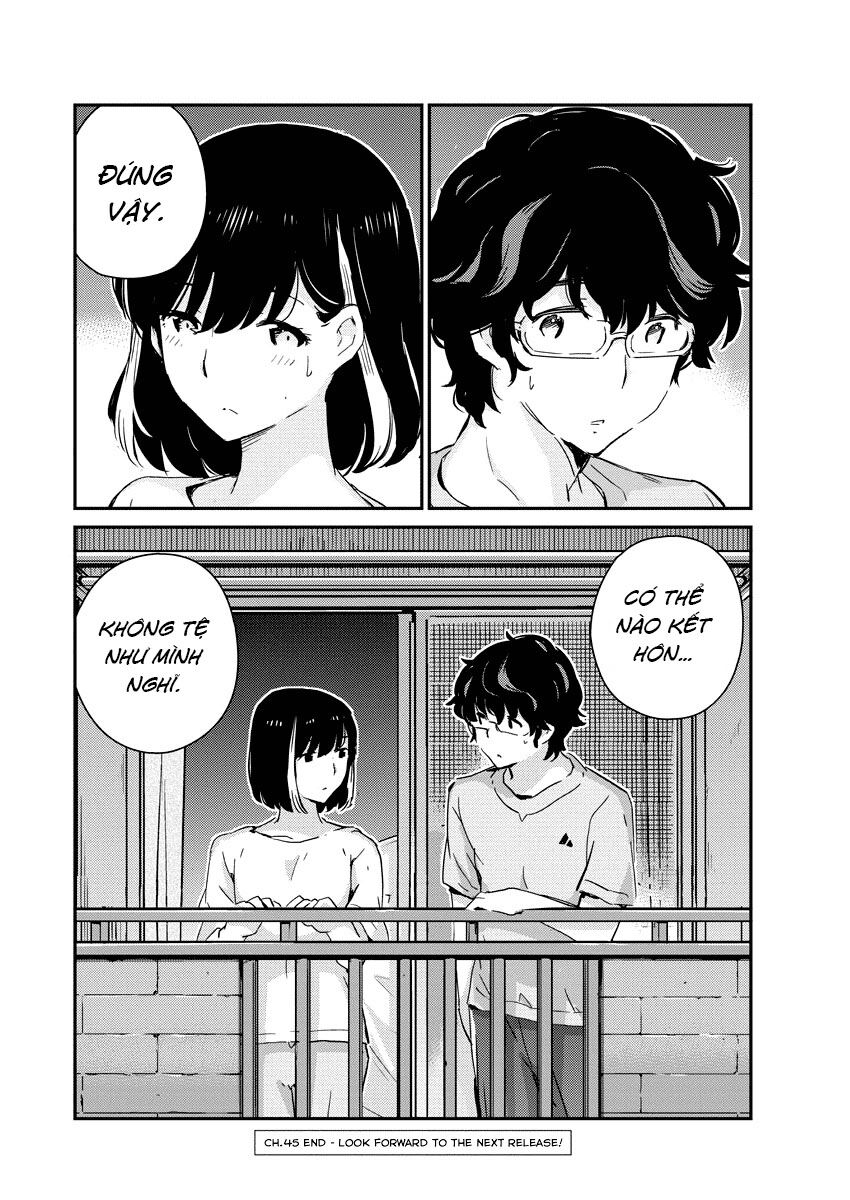 ĐÚNG
VẬY.
CÓ THỂ
NÀO KẾT
HÔN...
KHÔNG TỆ
NHƯ MÌNH
NGHĨ.
CH.45 END - LOOK FORWARD TO THE NEXT RELEASE!